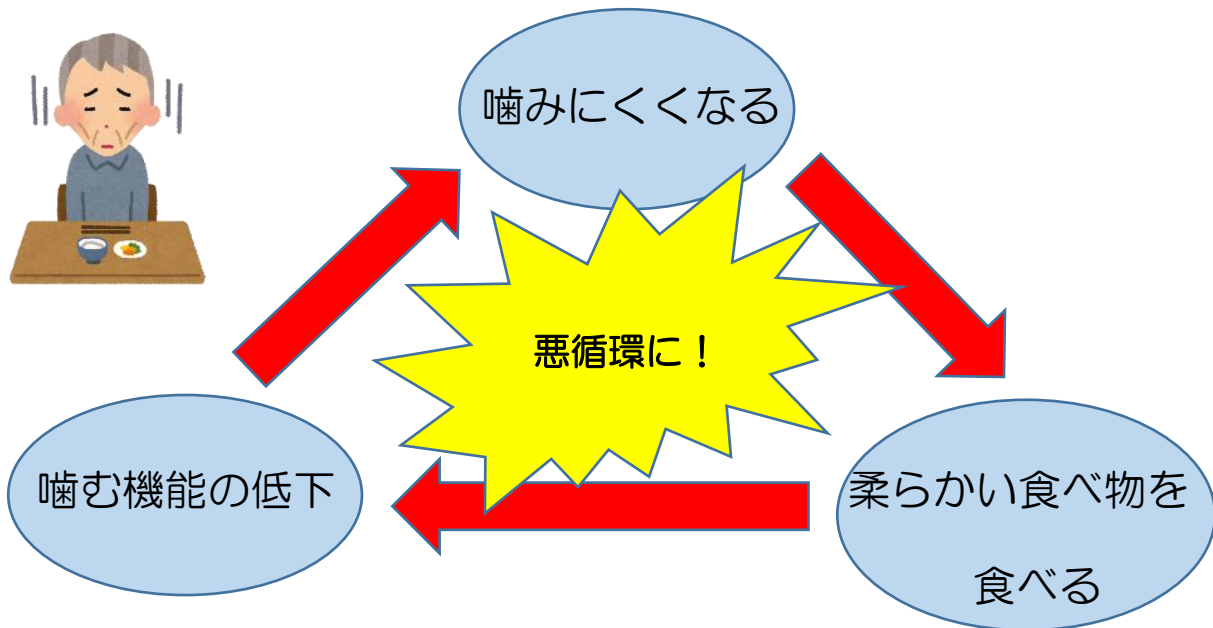 噛みにくくなる
悪循環に！
噛む機能の低下
柔らかい食べ物を
食べる